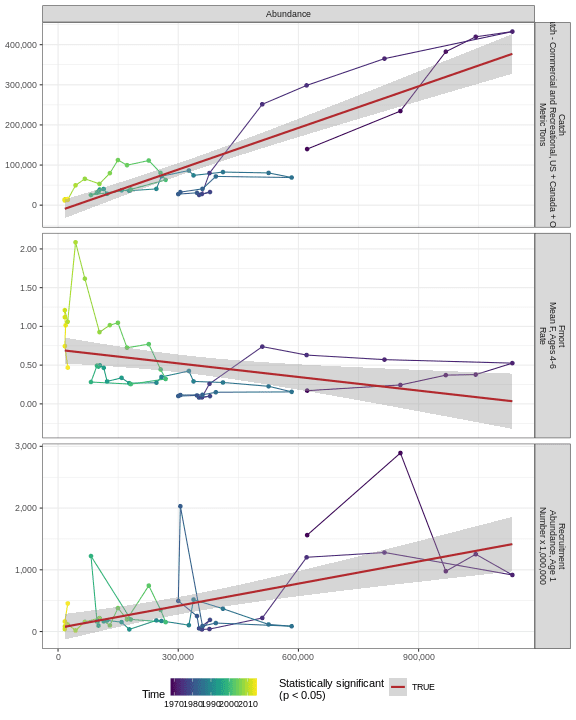 Abundance
400,000
300,000
200,000
100,000
0
Catch
ch - Commercial and Recreational, US + Canada + O
Metric Tons
2.00
1.50
1.00
0.50
0.00
Fmort
Mean F, Ages 4-6
Rate
3,000
2,000
1,000
0
Recruitment
Abundance, Age 1
Number x 1,000,000
0
300,000
600,000
900,000
Time
1970 1980 1990 2000 2010
Statistically significant
(p < 0.05)
TRUE